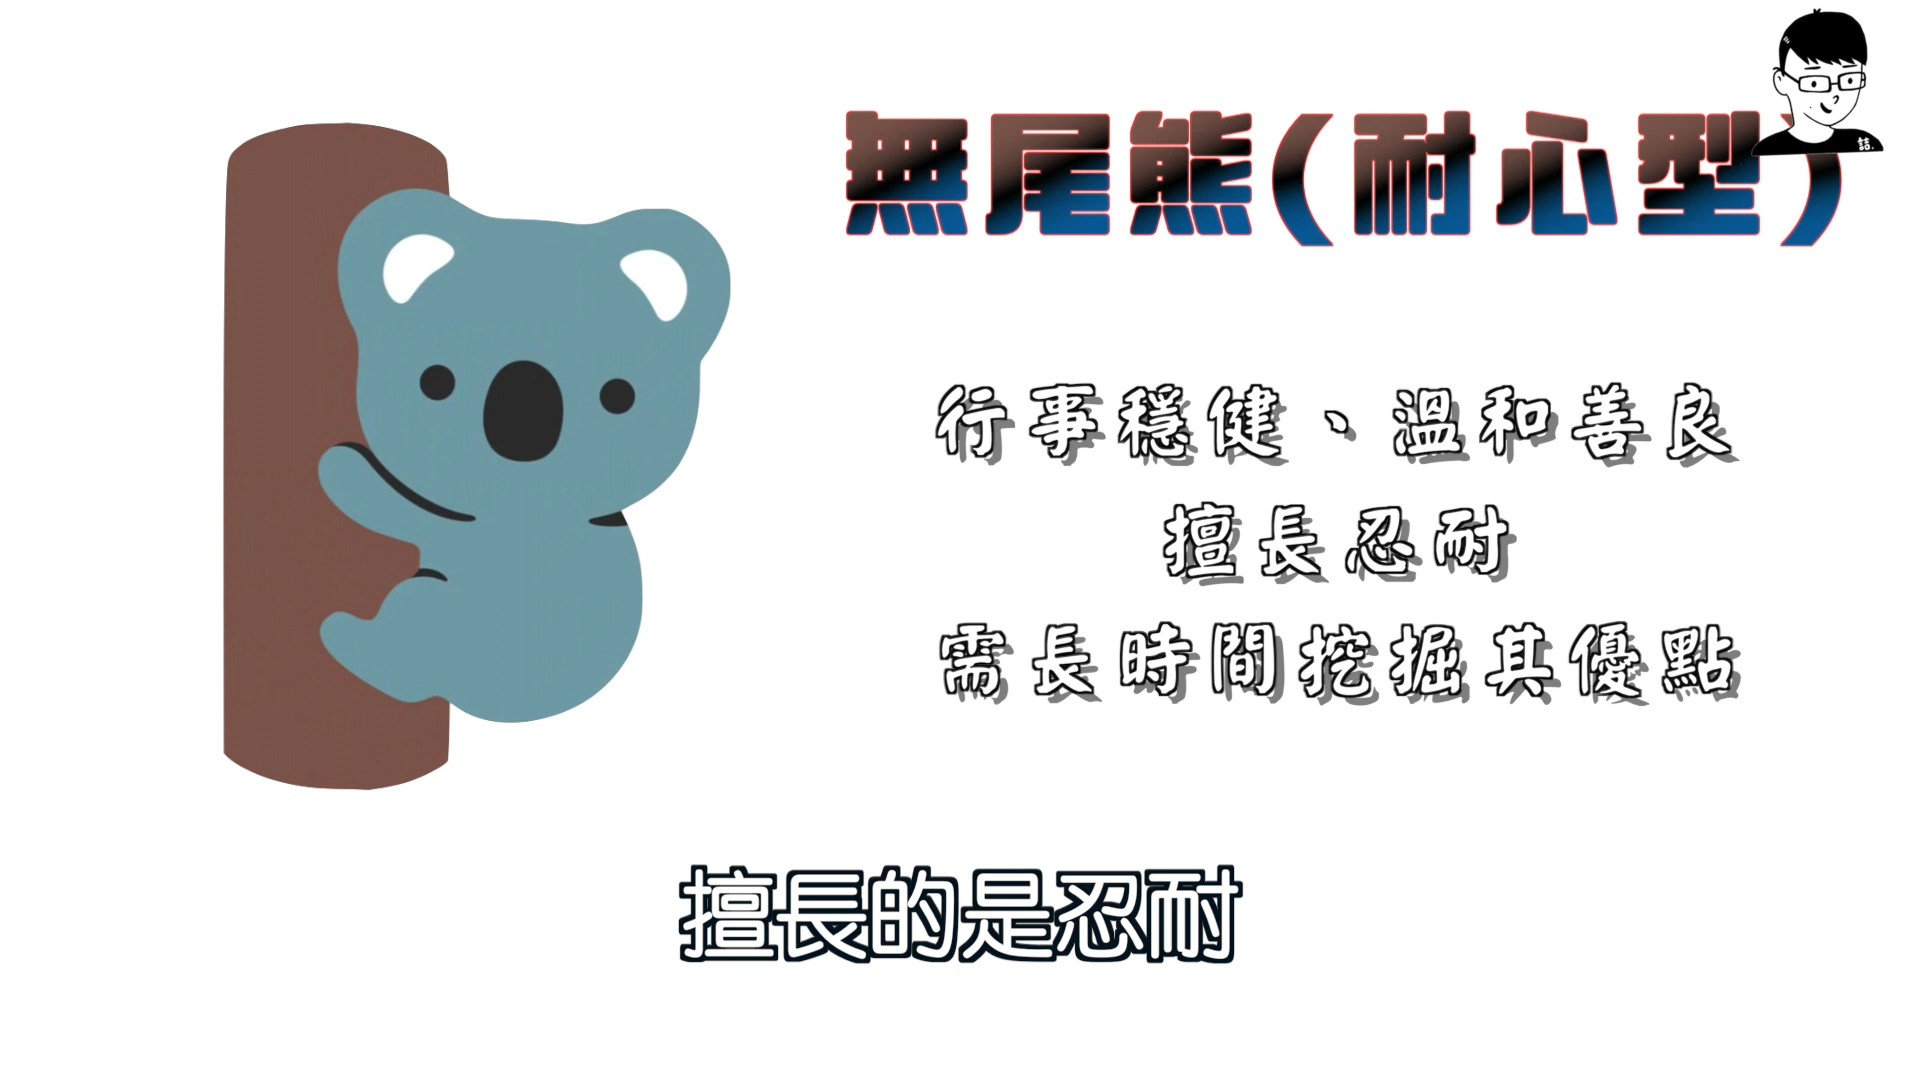 無尾熊(耐心型)
行事穩健、溫和善良
擅長忍耐
需長時間挖掘其優點
擅長的是忍耐